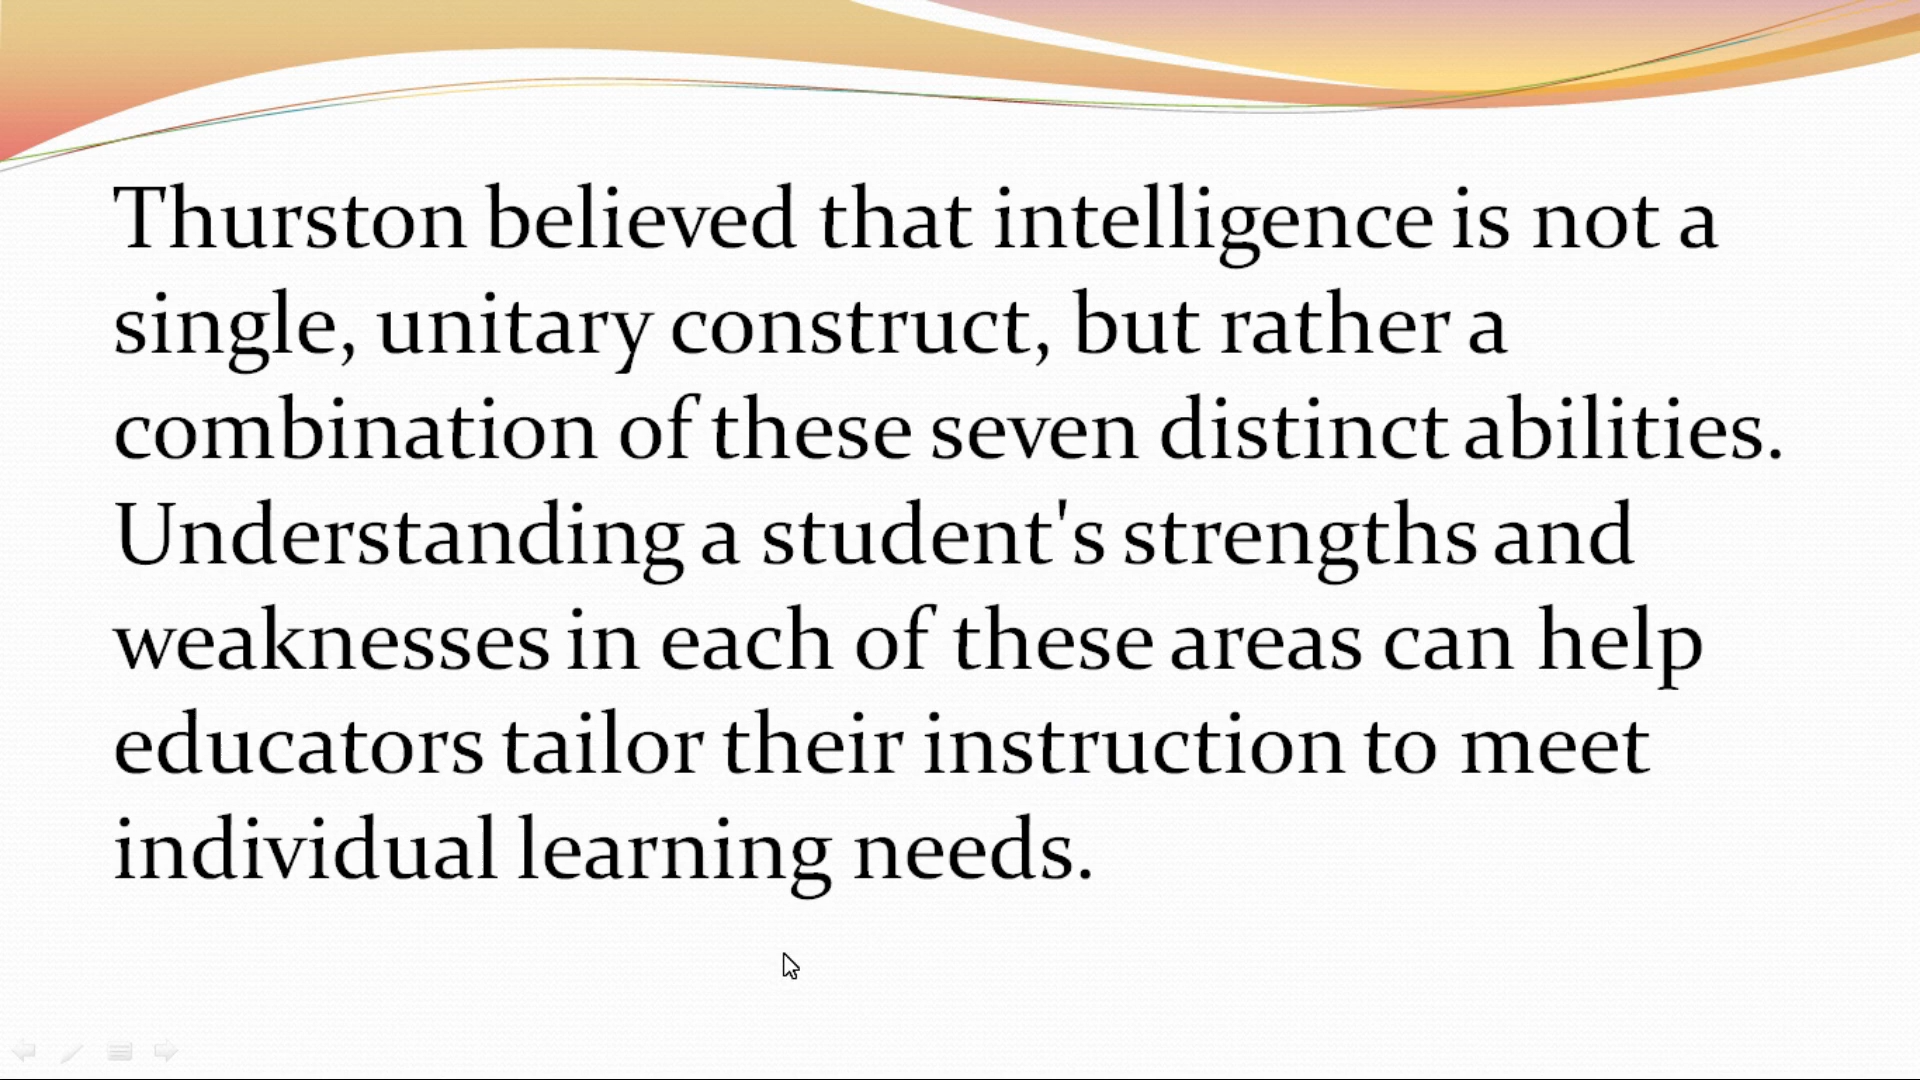 Thurston believed that intelligence is not a
single, unitary construct, but rather a
combination of these seven distinct abilities.
Understanding a student's strengths and
weaknesses in each of these areas can help
educators tailor their instruction to meet
individual learning needs.